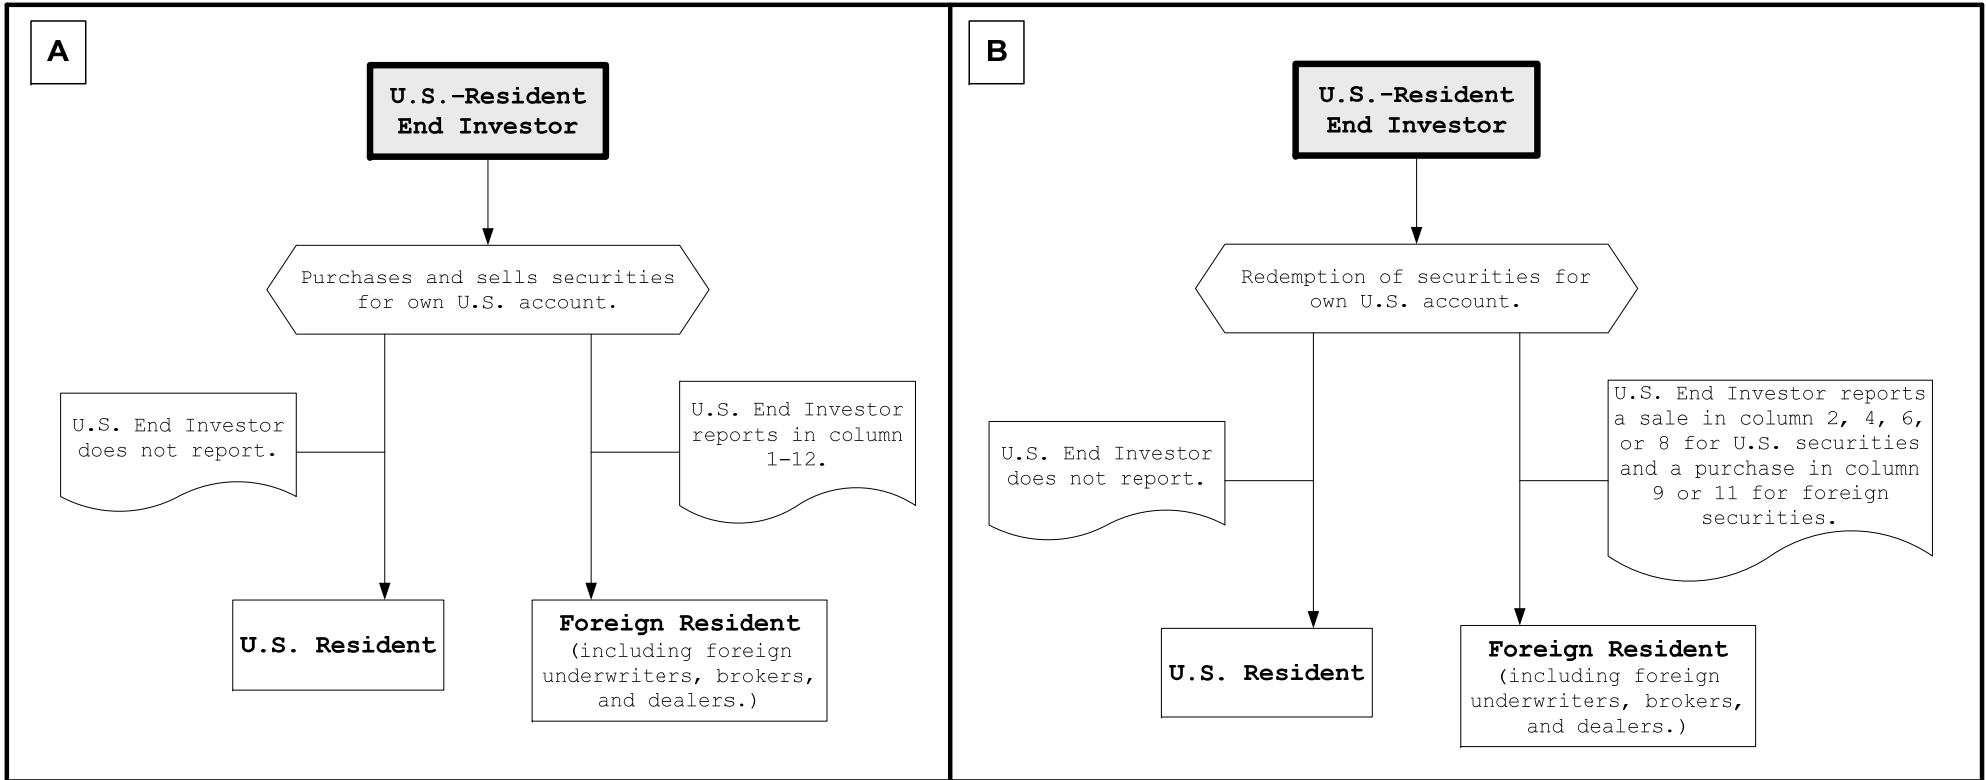 A
U.S.-Resident
End Investor
Purchases and sells securities
for own U.S. account.
U.S. End Investor
does not report.
U.S. End Investor
reports in column
1-12.
U.S. Resident
Foreign Resident
(including foreign
underwriters, brokers,
and dealers.)
B
U.S.-Resident
End Investor
Redemption of securities for
own U.S. account.
U.S. End Investor
does not report.
U.S. End Investor reports
a sale in column 2, 4, 6,
or 8 for U.S. securities
and a purchase in column
9 or 11 for foreign
securities.
U.S. Resident
Foreign Resident
(including foreign
underwriters, brokers,
and dealers.)